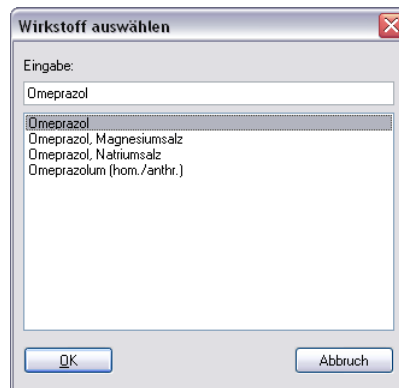 Wirkstoff auswählen
Eingabe:
Omeprazol
Omeprazol
Omeprazol, Magnesiumsalz
Omeprazol, Natriumsalz
Omeprazolum (hom./anthr.)
OK
Abbruch